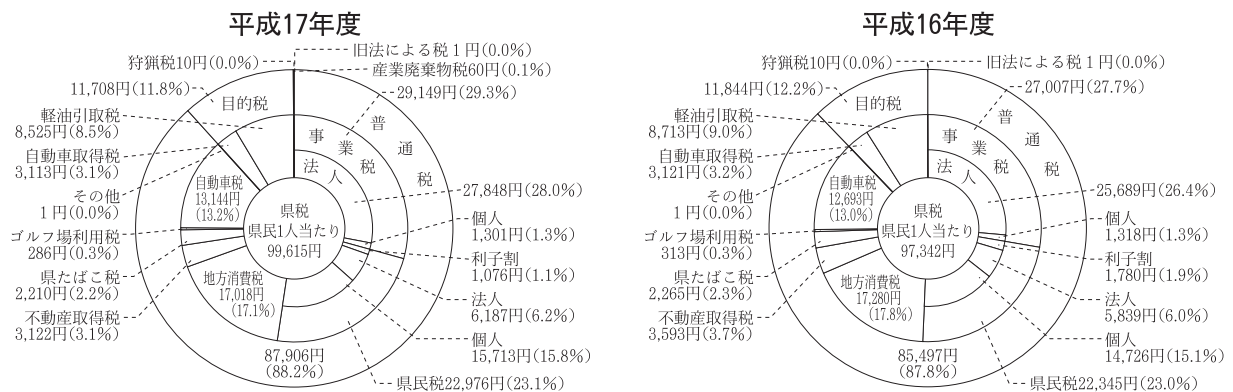 平成17年度
旧法による税1円(0.0%)
狩猟税10円(0.0%)
産業廃棄物税60円(0.1%)
11,708円(11.8%)
29,149円(29.3%)
目的税
普通税
軽油引取税
8,525円(8.5%)
事業税
法人
自動車取得税
3,113円(3.1%)
自動車税
13,144円
(13.2%)
27,848円(28.0%)
その他
1円(0.0%)
県税
県民1人当たり
99,615円
個人
1,301円(1.3%)
ゴルフ場利用税
286円(0.3%)
利子割
1,076円(1.1%)
県たばこ税
2,210円(2.2%)
地方消費税
17,018円
(17.1%)
法人
6,187円(6.2%)
不動産取得税
3,122円(3.1%)
個人
15,713円(15.8%)
87,906円
(88.2%)
県民税22,976円(23.1%)
平成16年度
狩猟税10円(0.0%)
旧法による税1円(0.0%)
11,844円(12.2%)
27,007円(27.7%)
目的税
普通税
軽油引取税
8,713円(9.0%)
事業税
法人
自動車取得税
3,121円(3.2%)
自動車税
12,693円
(13.0%)
25,689円(26.4%)
その他
1円(0.0%)
県税
県民1人当たり
97,342円
個人
1,318円(1.3%)
ゴルフ場利用税
313円(0.3%)
利子割
1,780円(1.9%)
県たばこ税
2,265円(2.3%)
地方消費税
17,280円
(17.8%)
法人
5,839円(6.0%)
不動産取得税
3,593円(3.7%)
個人
14,726円(15.1%)
85,497円
(87.8%)
県民税22,345円(23.0%)